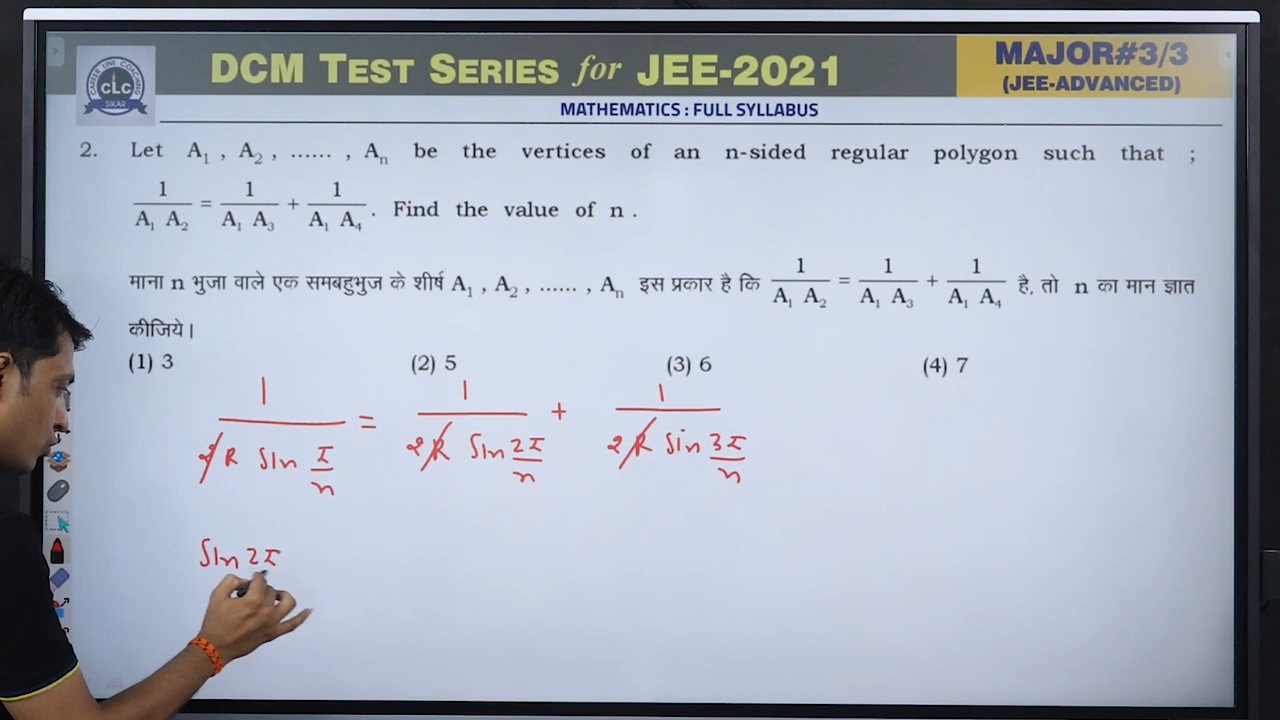 CAREER LINE COACHING
CLC
SIKAR
DCM TEST SERIES for JEE-2021
MAJOR#3/3
(JEE-ADVANCED)
MATHEMATICS : FULL SYLLABUS
2. Let A₁ , A₂ , ...... , Aₙ be the vertices of an n-sided regular polygon such that ;
1/(A₁ A₂) = 1/(A₁ A₃) + 1/(A₁ A₄) . Find the value of n .
माना n भुजा वाले एक समबहुभुज के शीर्ष A₁ , A₂ , ...... , Aₙ इस प्रकार है कि 1/(A₁ A₂) = 1/(A₁ A₃) + 1/(A₁ A₄) है, तो n का मान ज्ञात
कीजिये।
(1) 3 (2) 5 (3) 6 (4) 7
1/(2R sin π/n) = 1/(2R sin 2π/n) + 1/(2R sin 3π/n)
sin 2π